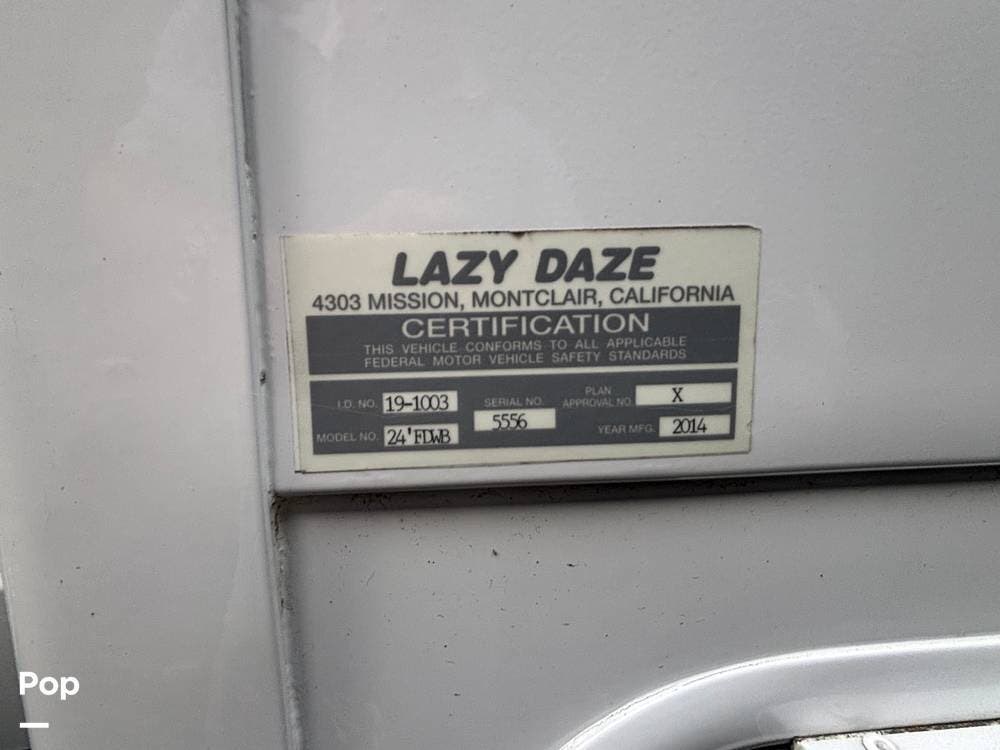 LAZY DAZE
4303 MISSION, MONTCLAIR, CALIFORNIA
CERTIFICATION
THIS VEHICLE CONFORMS TO ALL APPLICABLE
FEDERAL MOTOR VEHICLE SAFETY STANDARDS
I.D. NO. 19-1003 SERIAL NO. 5556 PLAN APPROVAL NO. X
MODEL NO. 24'FDWB YEAR MFG. 2014
Pop